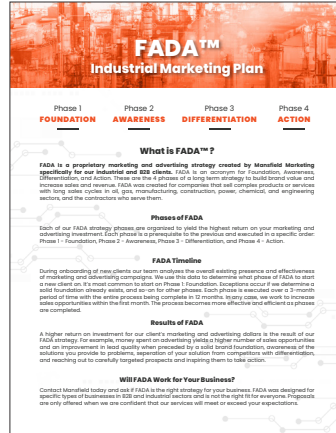 FADA™
Industrial Marketing Plan
Phase 1
FOUNDATION
Phase 2
AWARENESS
Phase 3
DIFFERENTIATION
Phase 4
ACTION
What is FADA™ ?
FADA is a proprietary marketing and advertising strategy created by Mansfield Marketing
specifically for our industrial and B2B clients. FADA is an acronym for Foundation, Awareness,
Differentiation, and Action. These are the 4 phases of a long term strategy to build brand value and
increase sales and revenue. FADA was created for companies that sell complex products or services
with long sales cycles in oil, gas, manufacturing, construction, power, chemical, and engineering
sectors, and the contractors who serve them.
Phases of FADA
Each of our FADA strategy phases are organized to yield the highest return on your marketing and
advertising investment. Each phase is a prerequisite to the previous and executed in a specific order:
Phase 1 - Foundation, Phase 2 - Awareness, Phase 3 - Differentiation, and Phase 4 - Action.
FADA Timeline
During onboarding of new clients our team analyzes the overall existing presence and effectiveness
of marketing and advertising campaigns. We use this data to determine what phase of FADA to start
a new client on. It's most common to start on Phase 1: Foundation. Exceptions occur if we determine a
solid foundation already exists, and so-on for other phases. Each phase is executed over a 3-month
period of time with the entire process being complete in 12 months. In any case, we work to increase
sales opportunities within the first month. The process becomes more effective and efficient as phases
are completed.
Results of FADA
A higher return on investment for our client's marketing and advertising dollars is the result of our
FADA strategy. For example, money spent on advertising yields a higher number of sales opportunities
and an improvement in lead quality when preceded by a solid brand foundation, awareness of the
solutions you provide to problems, seperation of your solution from competitors with differentiation,
and reaching out to carefully targeted prospects and inspiring them to take action.
Will FADA Work for Your Business?
Contact Mansfield today and ask if FADA is the right strategy for your business. FADA was designed for
specific types of businesses in B2B and industrial sectors and is not the right fit for everyone. Proposals
are only offered when we are confident that our services will meet or exceed your expectations.